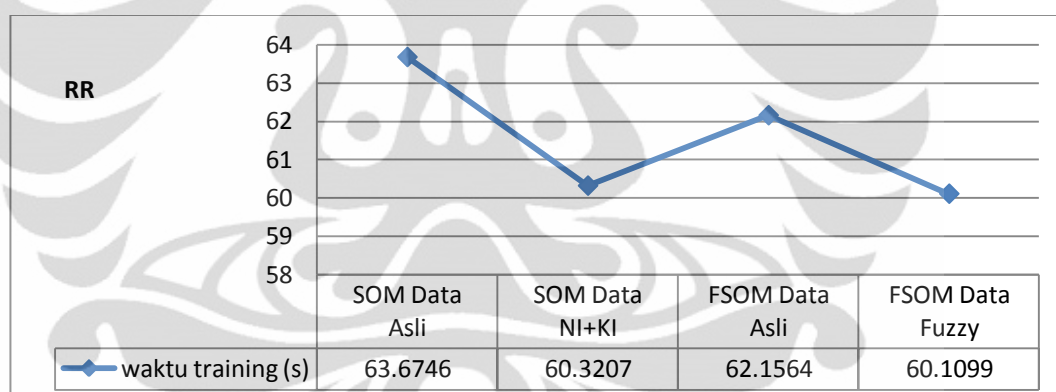 RR
64
63
62
61
60
59
58
SOM Data Asli
SOM Data NI+KI
FSOM Data Asli
FSOM Data Fuzzy
waktu training (s) 63.6746 60.3207 62.1564 60.1099